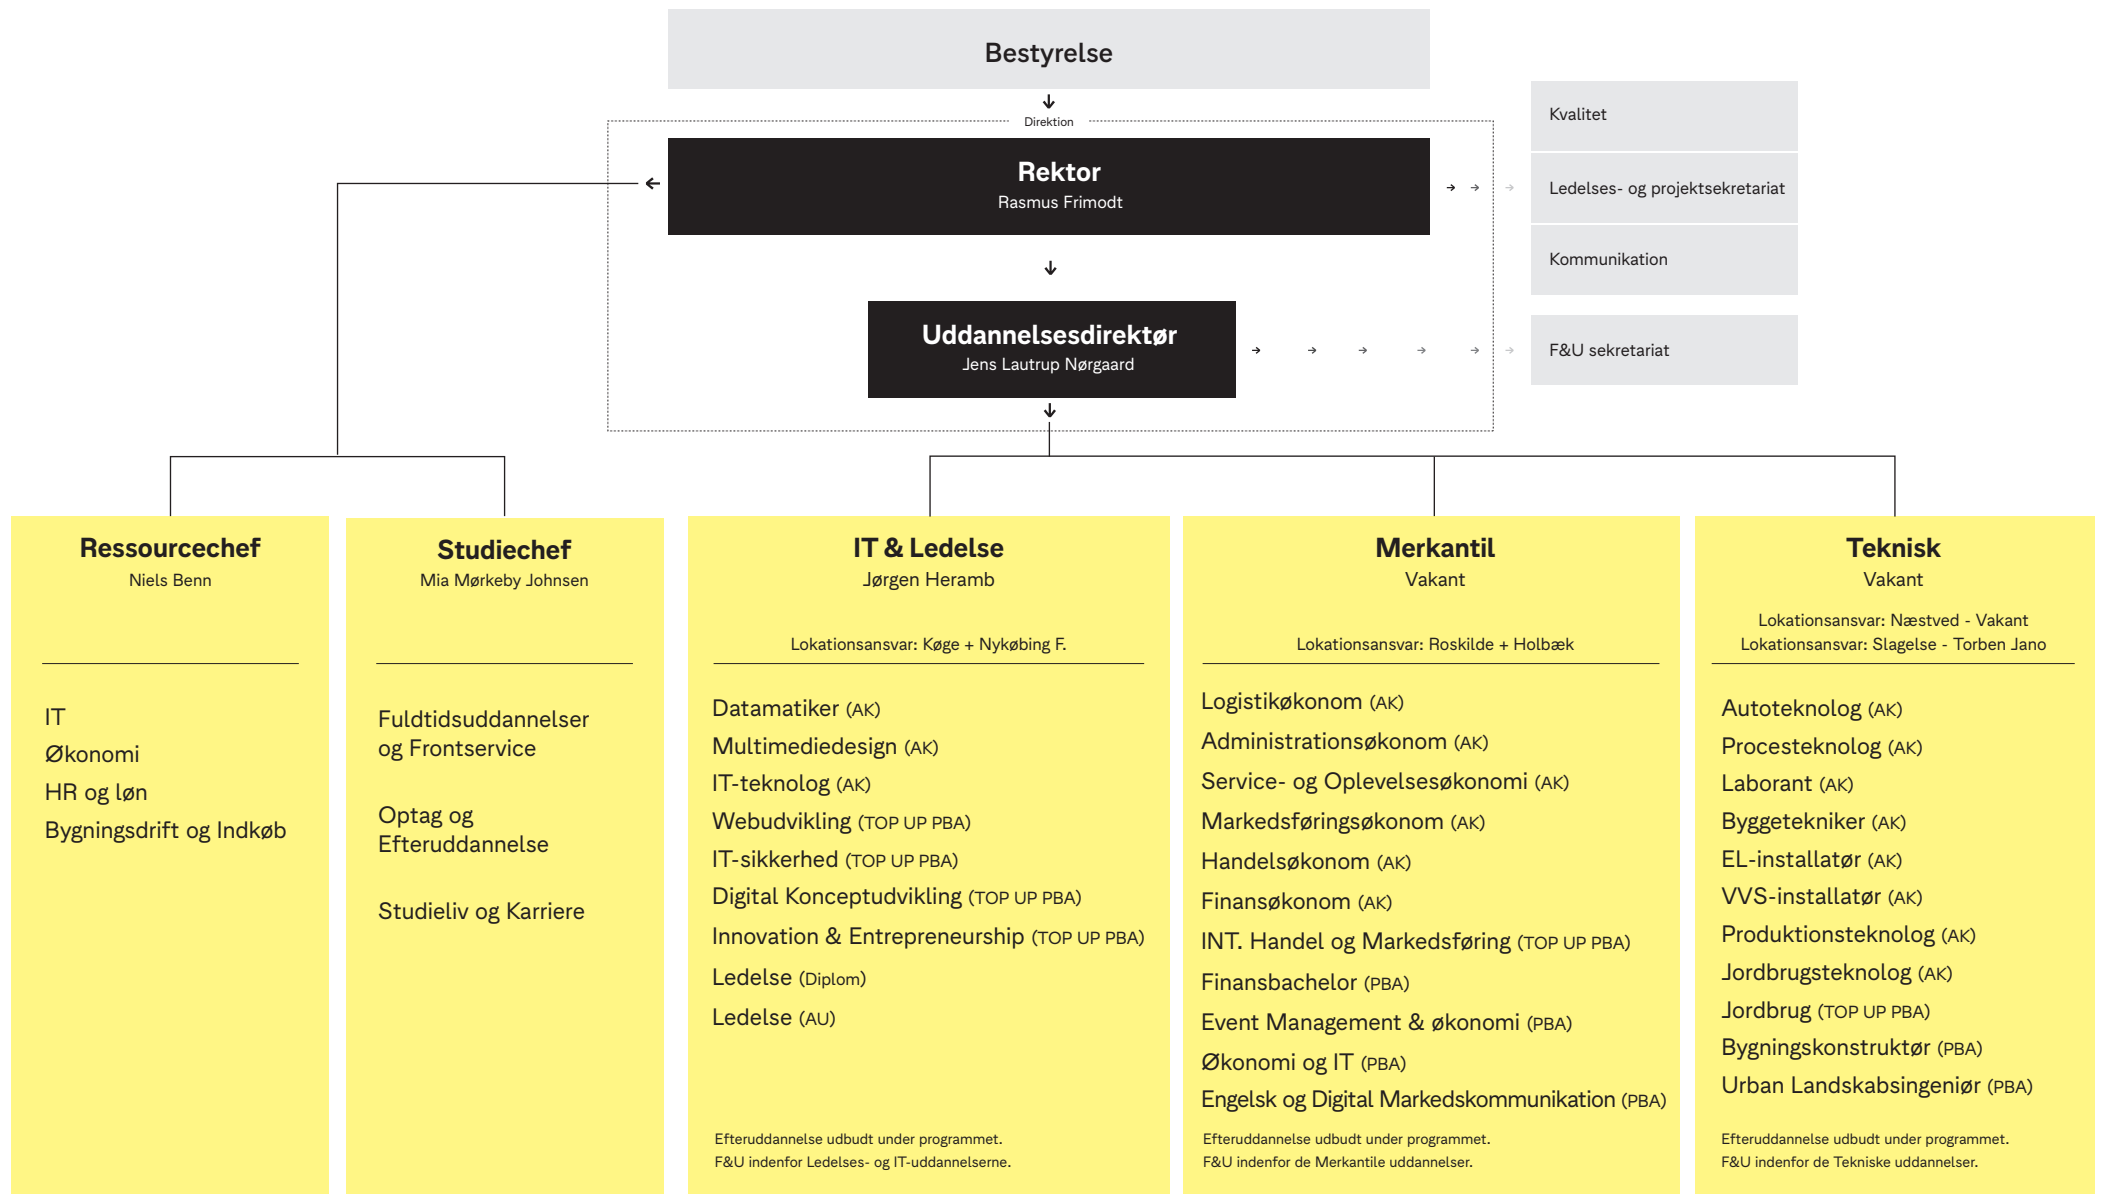 Bestyrelse
Direktion
Rektor
Rasmus Frimodt
Kvalitet
Ledelses- og projektsekretariat
Kommunikation
Uddannelsesdirektør
Jens Lautrup Nørgaard
F&U sekretariat
Ressourcechef
Niels Benn
IT
Økonomi
HR og løn
Bygningsdrift og Indkøb
Studiechef
Mia Mørkeby Johnsen
Fuldtidsuddannelser
og Frontservice
Optag og
Efteruddannelse
Studieliv og Karriere
IT & Ledelse
Jørgen Heramb
Lokationsansvar: Køge + Nykøbing F.
Datamatiker (AK)
Multimediedesign (AK)
IT-teknolog (AK)
Webudvikling (TOP UP PBA)
IT-sikkerhed (TOP UP PBA)
Digital Konceptudvikling (TOP UP PBA)
Innovation & Entrepreneurship (TOP UP PBA)
Ledelse (Diplom)
Ledelse (AU)
Efteruddannelse udbudt under programmet.
F&U indenfor Ledelses- og IT-uddannelserne.
Merkantil
Vakant
Lokationsansvar: Roskilde + Holbæk
Logistikøkonom (AK)
Administrationsøkonom (AK)
Service- og Oplevelsesøkonomi (AK)
Markedsføringsøkonom (AK)
Handelsøkonom (AK)
Finansøkonom (AK)
INT. Handel og Markedsføring (TOP UP PBA)
Finansbachelor (PBA)
Event Management & økonomi (PBA)
Økonomi og IT (PBA)
Engelsk og Digital Markedskommunikation (PBA)
Efteruddannelse udbudt under programmet.
F&U indenfor de Merkantile uddannelser.
Teknisk
Vakant
Lokationsansvar: Næstved - Vakant
Lokationsansvar: Slagelse - Torben Jano
Autoteknolog (AK)
Procesteknolog (AK)
Laborant (AK)
Byggetekniker (AK)
EL-installatør (AK)
VVS-installatør (AK)
Produktionsteknolog (AK)
Jordbrugsteknolog (AK)
Jordbrug (TOP UP PBA)
Bygningskonstruktør (PBA)
Urban Landskabsingeniør (PBA)
Efteruddannelse udbudt under programmet.
F&U indenfor de Tekniske uddannelser.